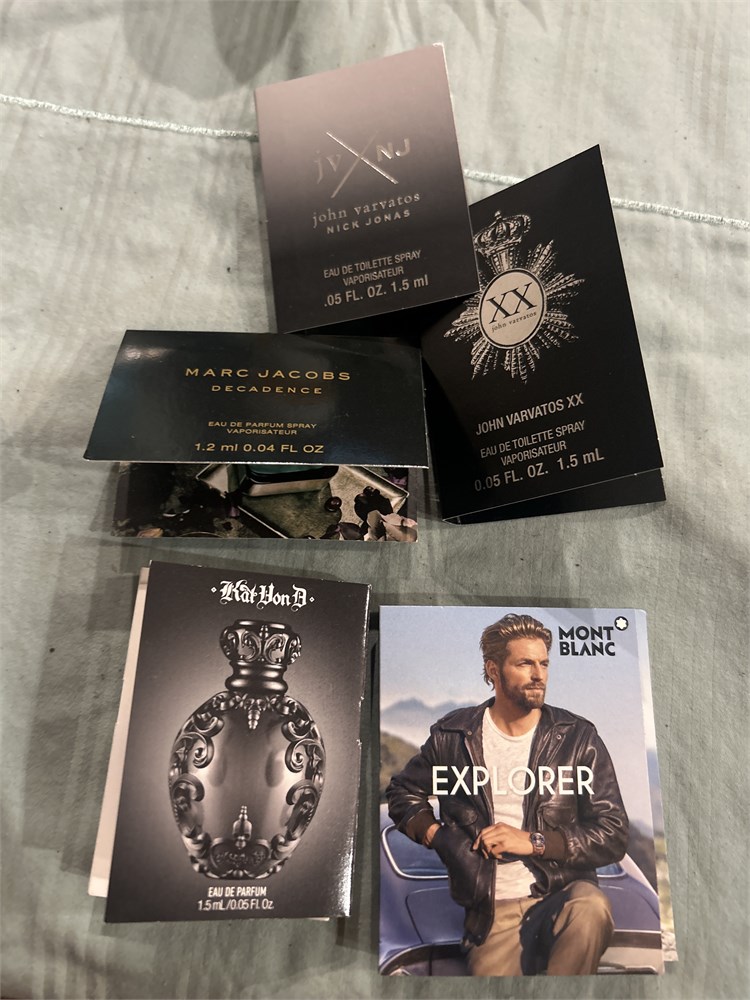 jv NJ
john varvatos
NICK JONAS
EAU DE TOILETTE SPRAY
VAPORISATEUR
.05 FL. OZ. 1.5 ml
XX
john varvatos
JOHN VARVATOS XX
EAU DE TOILETTE SPRAY
VAPORISATEUR
0.05 FL. OZ. 1.5 mL
MARC JACOBS
DECADENCE
EAU DE PARFUM SPRAY
VAPORISATEUR
1.2 ml 0.04 FL OZ
Kat Von D
EAU DE PARFUM
1.5 mL/0.05 Fl. Oz.
MONT
BLANC
EXPLORER